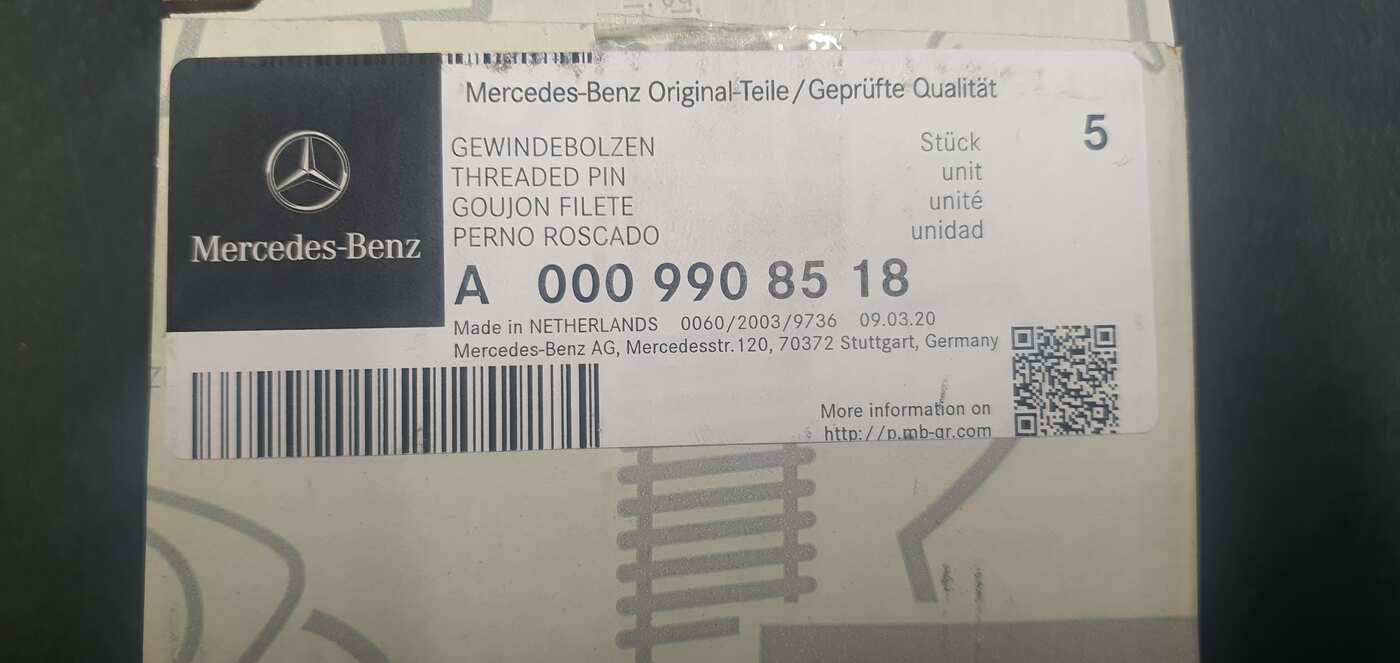 Mercedes-Benz
Mercedes-Benz Original-Teile/Geprüfte Qualität
GEWINDEBOLZEN Stück 5
THREADED PIN unit
GOUJON FILETE unité
PERNO ROSCADO unidad
A 000 990 85 18
Made in NETHERLANDS 0060/2003/9736 09.03.20
Mercedes-Benz AG, Mercedesstr.120, 70372 Stuttgart, Germany
More information on
http://p.mb-qr.com